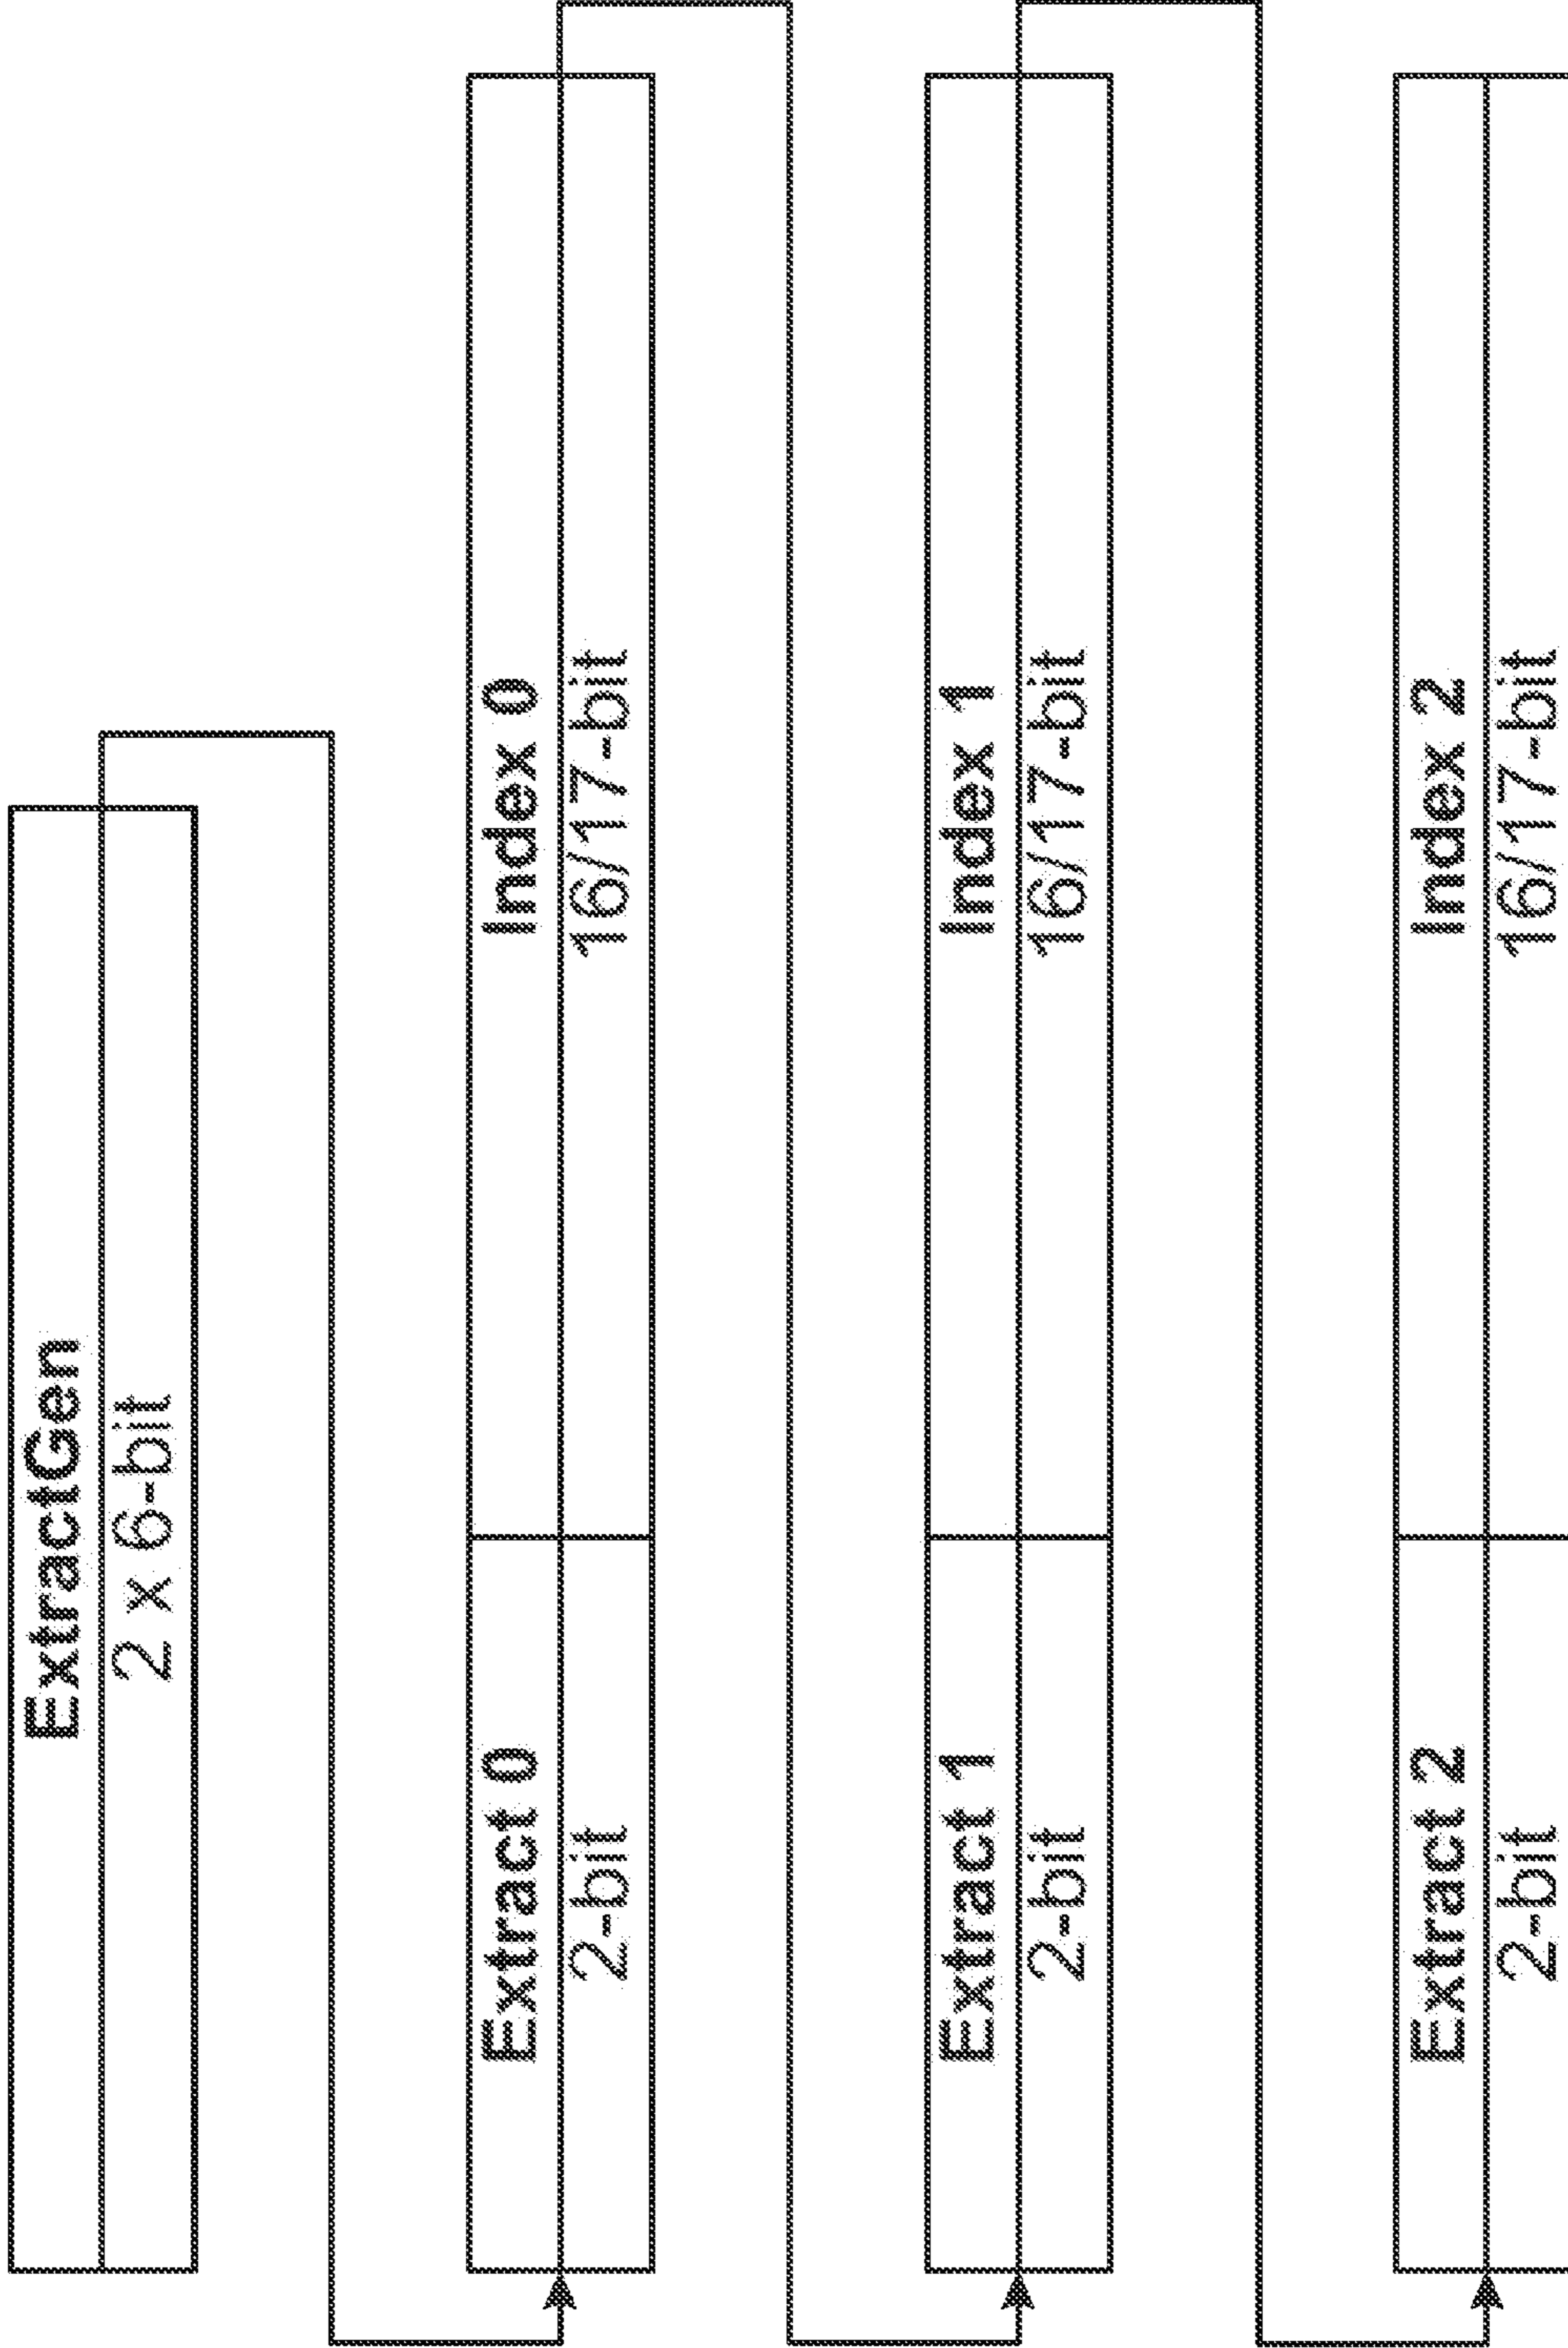 ExtractGen
2 x 6-bit
Extract 0
2-bit
Index 0
16/17-bit
Extract 1
2-bit
Index 1
16/17-bit
Extract 2
2-bit
Index 2
16/17-bit